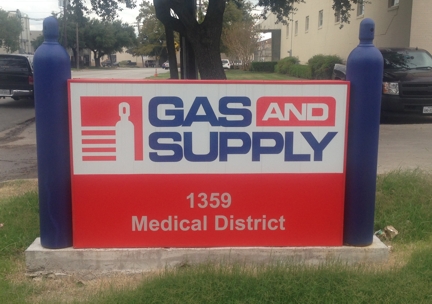 GAS AND
SUPPLY
1359
Medical District